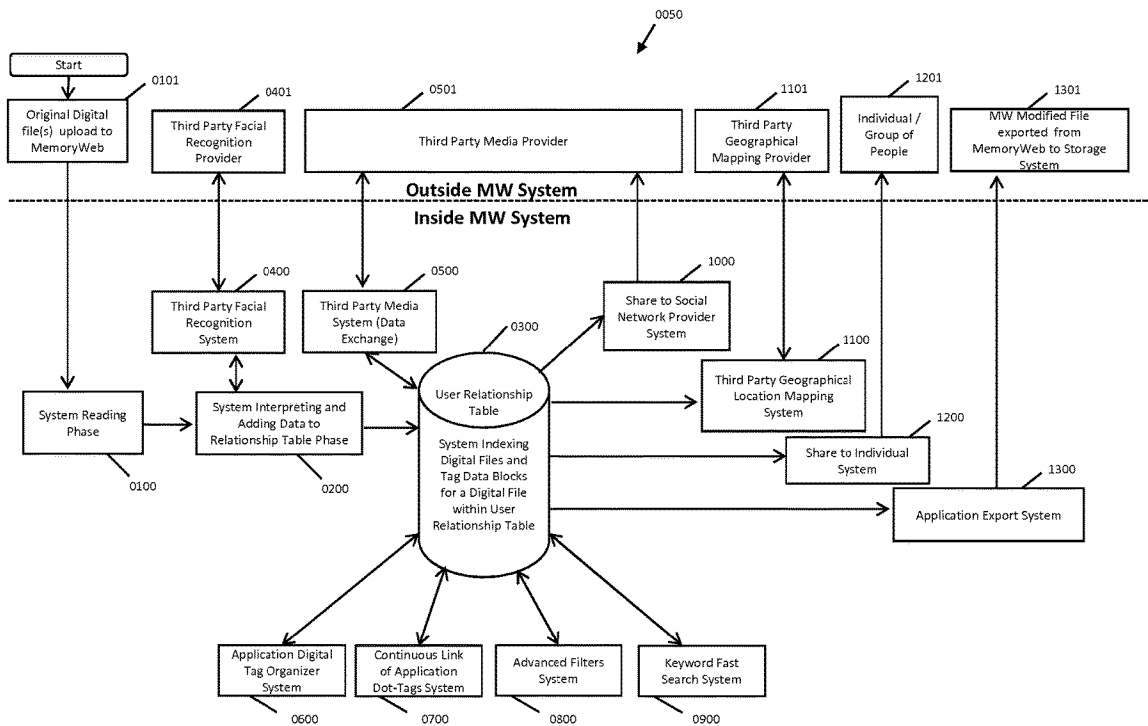 0050
Start
0101
Original Digital
file(s) upload to
MemoryWeb
0401
Third Party Facial
Recognition
Provider
0501
Third Party Media Provider
1101
Third Party
Geographical
Mapping Provider
1201
Individual /
Group of
People
1301
MW Modified File
exported from
MemoryWeb to Storage
System
Outside MW System
Inside MW System
0400
Third Party Facial
Recognition
System
0500
Third Party Media
System (Data
Exchange)
1000
Share to Social
Network Provider
System
0300
User Relationship
Table
System Indexing
Digital Files and
Tag Data Blocks
for a Digital File
within User
Relationship Table
1100
Third Party Geographical
Location Mapping
System
System Reading
Phase
0100
System Interpreting and
Adding Data to
Relationship Table Phase
0200
1200
Share to Individual
System
1300
Application Export System
Application Digital
Tag Organizer
System
0600
Continuous Link
of Application
Dot-Tags System
0700
Advanced Filters
System
0800
Keyword Fast
Search System
0900